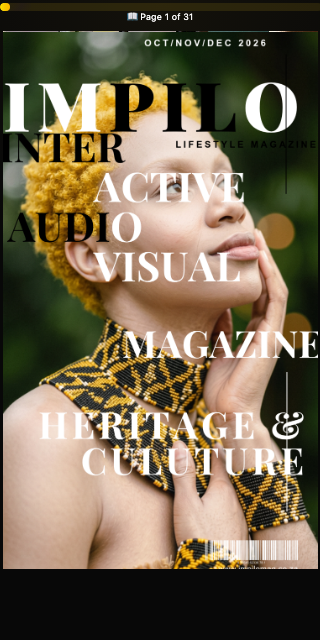 📖 Page 1 of 31
OCT/NOV/DEC 2026
IMPILO
INTER
LIFESTYLE MAGAZINE
ACTIVE
AUDIO
VISUAL
MAGAZINE
HERITAGE &
CULUTURE